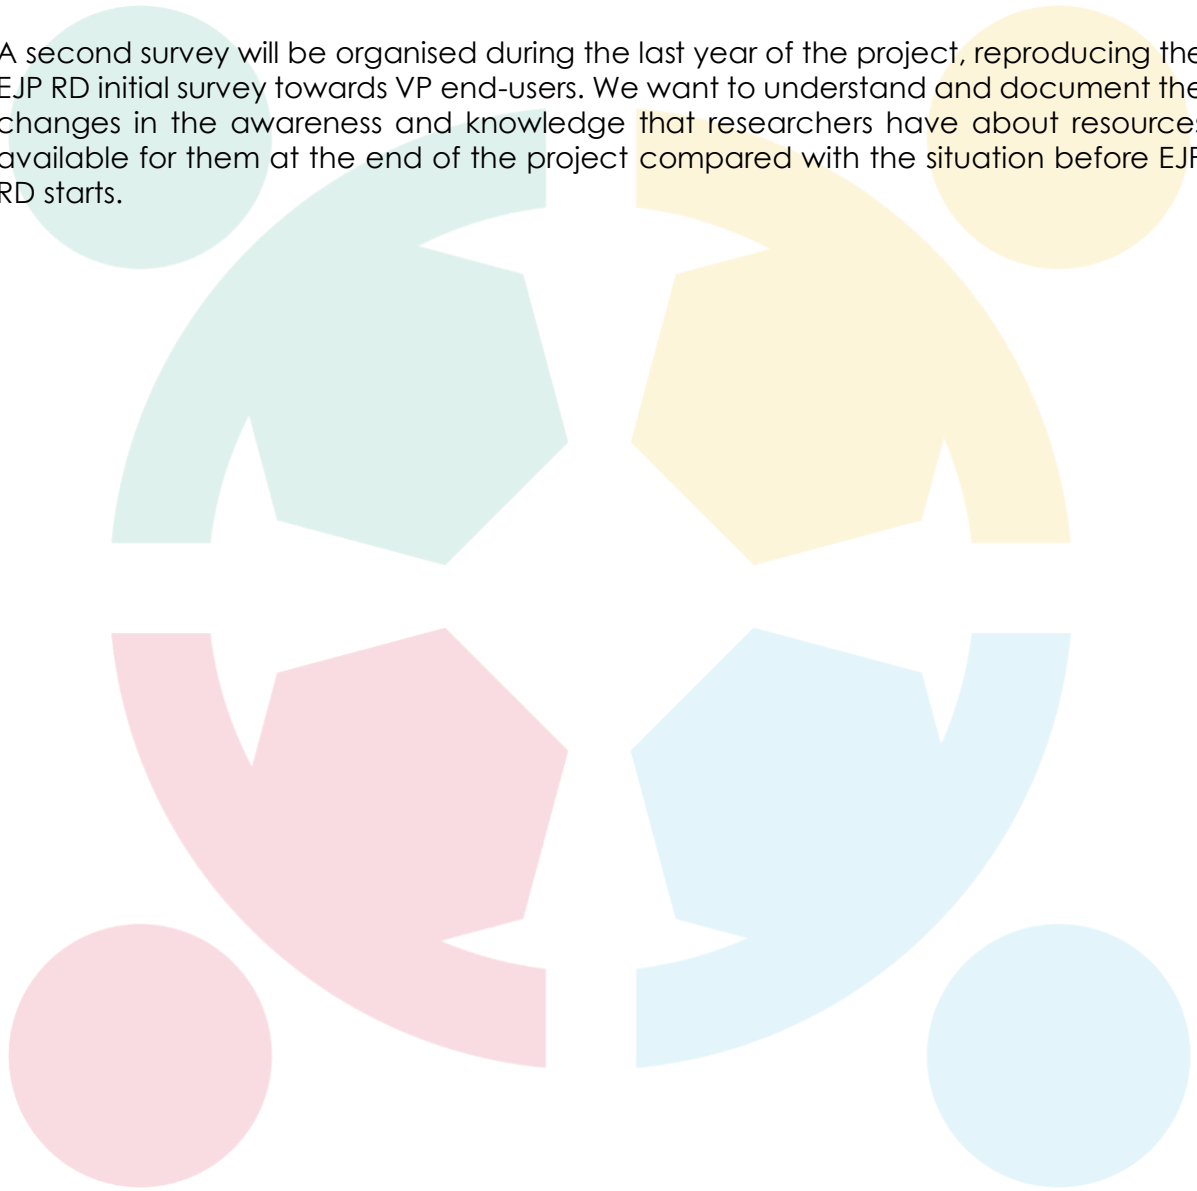 A second survey will be organised during the last year of the project, reproducing the
EJP RD initial survey towards VP end-users. We want to understand and document the
changes in the awareness and knowledge that researchers have about resources
available for them at the end of the project compared with the situation before EJP
RD starts.